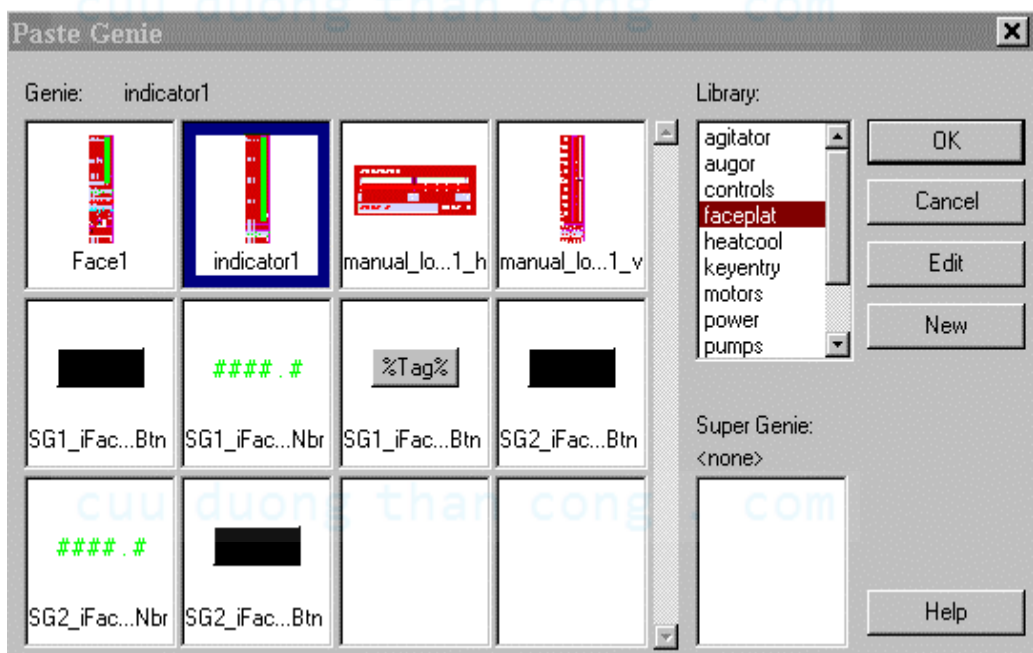 cuu duong than cong . com
Paste Genie
Genie: indicator1
Library:
Face1
indicator1
manual_lo...1_h
manual_lo...1_v
agitator
augor
controls
faceplat
heatcool
keyentry
motors
power
pumps
OK
Cancel
Edit
New
####.#
%Tag%
SG1_iFac...Btn
SG1_iFac...Nbr
SG1_iFac...Btn
SG2_iFac...Btn
Super Genie:
<none>
cuu duong than cong . com
####.#
SG2_iFac...Nbr
SG2_iFac...Btn
Help